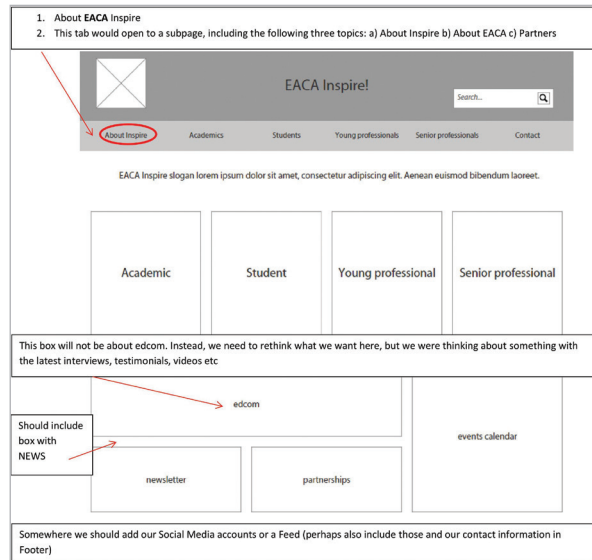 1. About EACA Inspire
2. This tab would open to a subpage, including the following three topics: a) About Inspire b) About EACA c) Partners
EACA Inspire!
Search...
About Inspire Academics Students Young professionals Senior professionals Contact
EACA Inspire slogan lorem ipsum dolor sit amet, consectetur adipiscing elit. Aenean euismod bibendum laoreet.
Academic Student Young professional Senior professional
This box will not be about edcom. Instead, we need to rethink what we want here, but we were thinking about something with
the latest interviews, testimonials, videos etc
edcom
Should include
box with
NEWS
events calendar
newsletter partnerships
Somewhere we should add our Social Media accounts or a Feed (perhaps also include those and our contact information in
Footer)